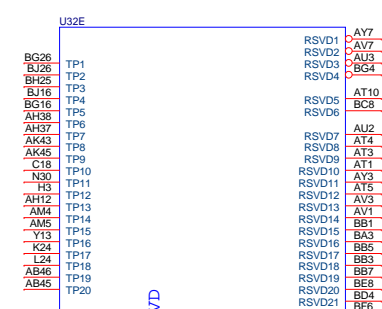 U32E
BG26 TP1
BJ26 TP2
BH25 TP3
BJ16 TP4
BG16 TP5
AH38 TP6
AH37 TP7
AK43 TP8
AK45 TP9
C18 TP10
N30 TP11
H3 TP12
AH12 TP13
AM4 TP14
AM5 TP15
Y13 TP16
K24 TP17
L24 TP18
AB46 TP19
AB45 TP20
RSVD1 AY7
RSVD2 AV7
RSVD3 AU3
RSVD4 BG4
RSVD5 AT10
RSVD6 BC8
RSVD7 AU2
RSVD8 AT4
RSVD9 AT3
RSVD10 AT1
RSVD11 AY3
RSVD12 AT5
RSVD13 AV3
RSVD14 AV1
RSVD15 BB1
RSVD16 BA3
RSVD17 BB5
RSVD18 BB3
RSVD19 BB7
RSVD20 BE8
RSVD21 BD4
BF6
VD